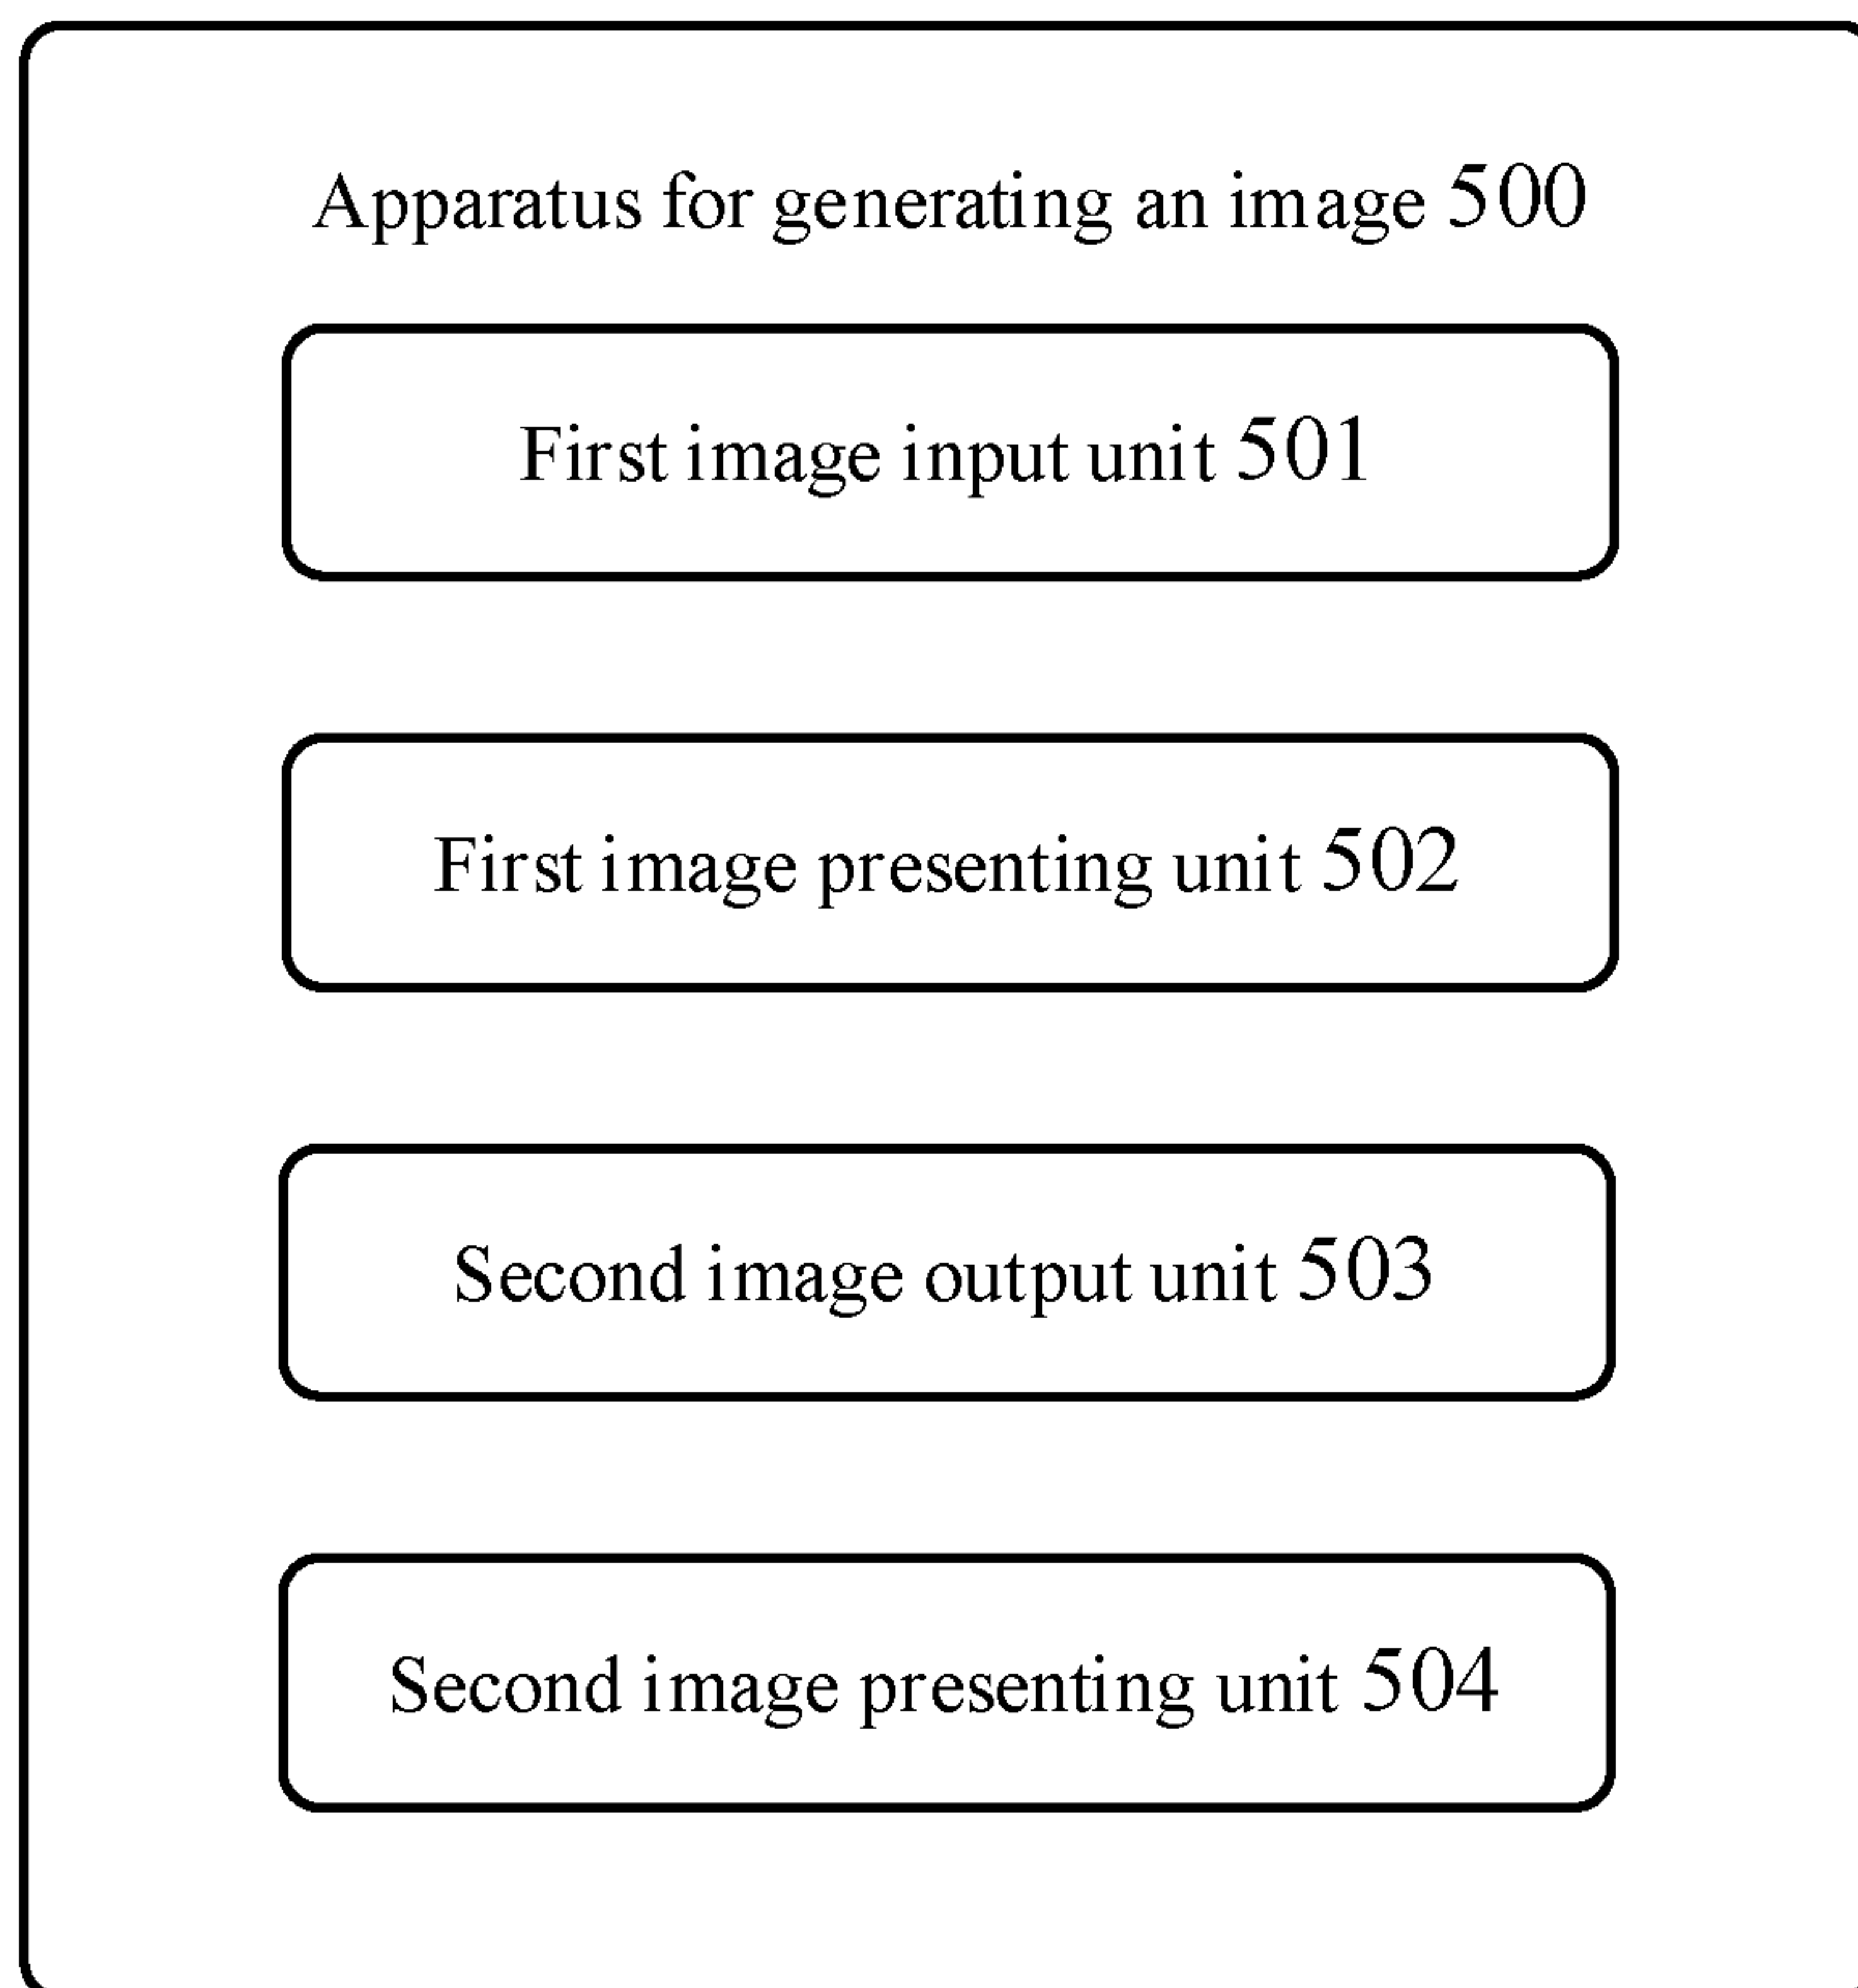 Apparatus for generating an image 500
First image input unit 501
First image presenting unit 502
Second image output unit 503
Second image presenting unit 504